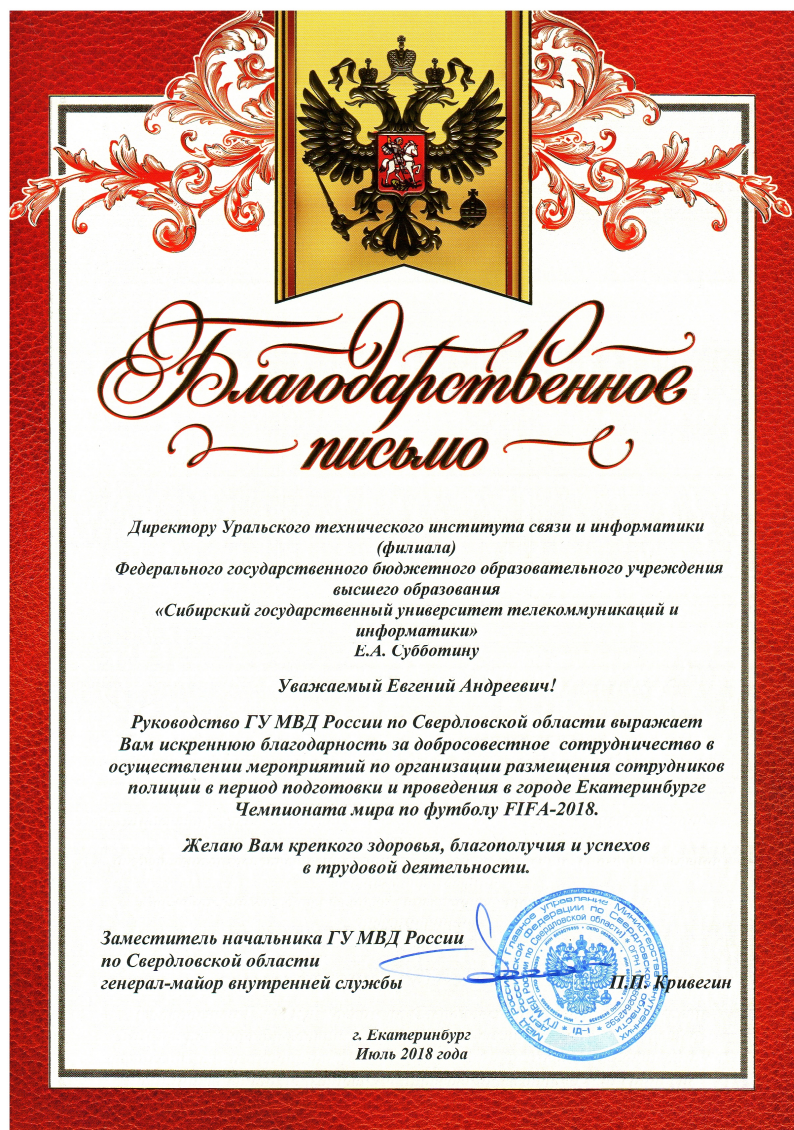 Благодарственное
письмо
Директору Уральского технического института связи и информатики
(филиала)
Федерального государственного бюджетного образовательного учреждения
высшего образования
«Сибирский государственный университет телекоммуникаций и
информатики»
Е.А. Субботину
Уважаемый Евгений Андреевич!
Руководство ГУ МВД России по Свердловской области выражает
Вам искреннюю благодарность за добросовестное сотрудничество в
осуществлении мероприятий по организации размещения сотрудников
полиции в период подготовки и проведения в городе Екатеринбурге
Чемпионата мира по футболу FIFA-2018.
Желаю Вам крепкого здоровья, благополучия и успехов
в трудовой деятельности.
Заместитель начальника ГУ МВД России
по Свердловской области
генерал-майор внутренней службы П.П. Кривегин
г. Екатеринбург
Июль 2018 года